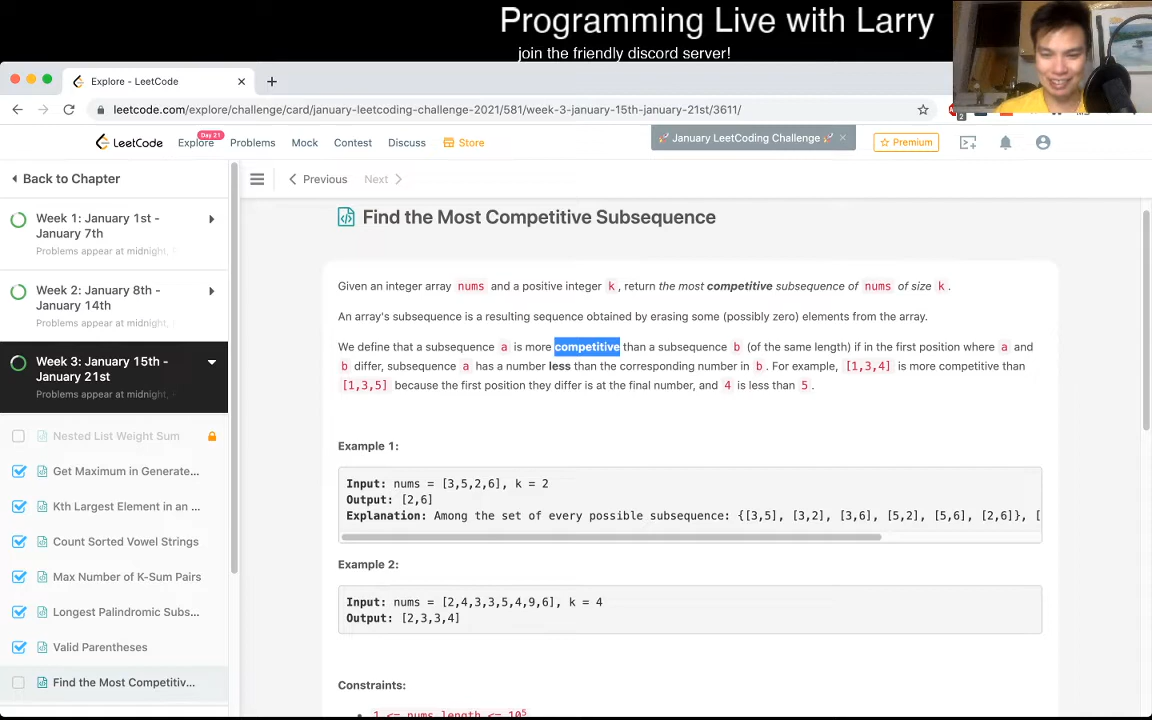 Programming Live with Larry
join the friendly discord server!
Explore - LeetCode
leetcode.com/explore/challenge/card/january-leetcoding-challenge-2021/581/week-3-january-15th-january-21st/3611/
2
LeetCode
Explore
Day 21
Problems
Mock
Contest
Discuss
Store
🚀 January LeetCoding Challenge 🚀
Premium
Back to Chapter
Previous
Next
Week 1: January 1st -
January 7th
Problems appear at midnight,
Week 2: January 8th -
January 14th
Problems appear at midnight,
Week 3: January 15th -
January 21st
Problems appear at midnight,
Nested List Weight Sum
Get Maximum in Generate...
Kth Largest Element in an ...
Count Sorted Vowel Strings
Max Number of K-Sum Pairs
Longest Palindromic Subs...
Valid Parentheses
Find the Most Competitiv...
Find the Most Competitive Subsequence
Given an integer array nums and a positive integer k, return the most competitive subsequence of nums of size k.
An array's subsequence is a resulting sequence obtained by erasing some (possibly zero) elements from the array.
We define that a subsequence a is more competitive than a subsequence b (of the same length) if in the first position where a and
b differ, subsequence a has a number less than the corresponding number in b. For example, [1,3,4] is more competitive than
[1,3,5] because the first position they differ is at the final number, and 4 is less than 5.
Example 1:
Input: nums = [3,5,2,6], k = 2
Output: [2,6]
Explanation: Among the set of every possible subsequence: {[3,5], [3,2], [3,6], [5,2], [5,6], [2,6]}, [
Example 2:
Input: nums = [2,4,3,3,5,4,9,6], k = 4
Output: [2,3,3,4]
Constraints:
1 <= nums.length <= 10⁵